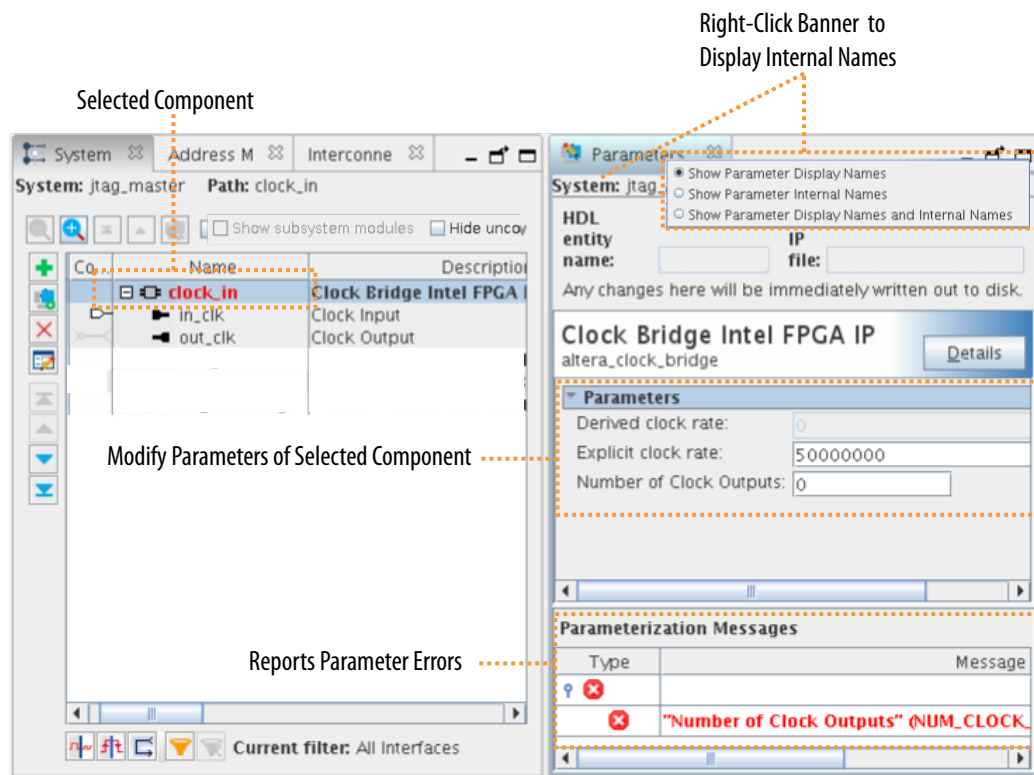 Right-Click Banner to
Display Internal Names
Selected Component
System
Address M
Interconne
System: jtag_master Path: clock_in
Show subsystem modules
Hide uncov
Co...
Name
Description
clock_in
Clock Bridge Intel FPGA I
in_clk
Clock Input
out_clk
Clock Output
Modify Parameters of Selected Component
Reports Parameter Errors
Current filter: All Interfaces
Parameters
System: jtag_
Show Parameter Display Names
Show Parameter Internal Names
Show Parameter Display Names and Internal Names
HDL
entity
name:
IP
file:
Any changes here will be immediately written out to disk.
Clock Bridge Intel FPGA IP
altera_clock_bridge
Details
Parameters
Derived clock rate:
0
Explicit clock rate:
50000000
Number of Clock Outputs:
0
Parameterization Messages
Type
Message
"Number of Clock Outputs" (NUM_CLOCK_